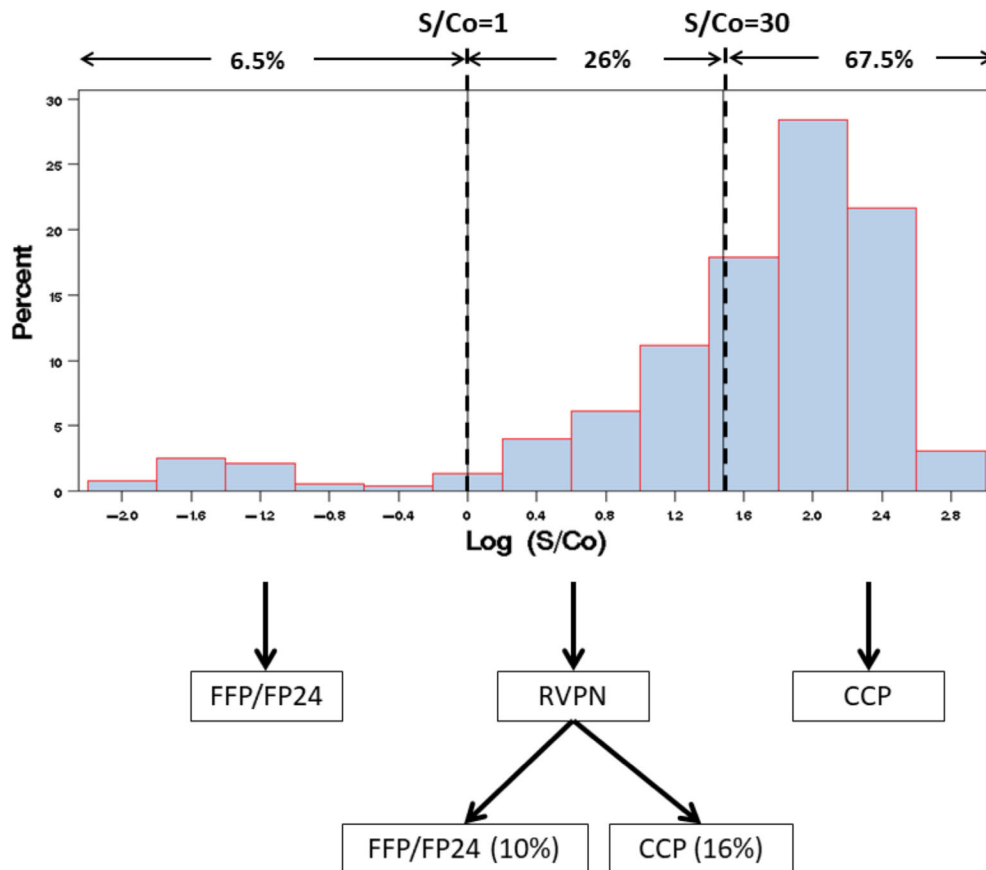 S/Co=1 S/Co=30
6.5% 26% 67.5%
30
25
20
15
10
5
0
Percent
−2.0 −1.6 −1.2 −0.8 −0.4 0 0.4 0.8 1.2 1.6 2.0 2.4 2.8
Log (S/Co)
FFP/FP24 RVPN CCP
FFP/FP24 (10%) CCP (16%)